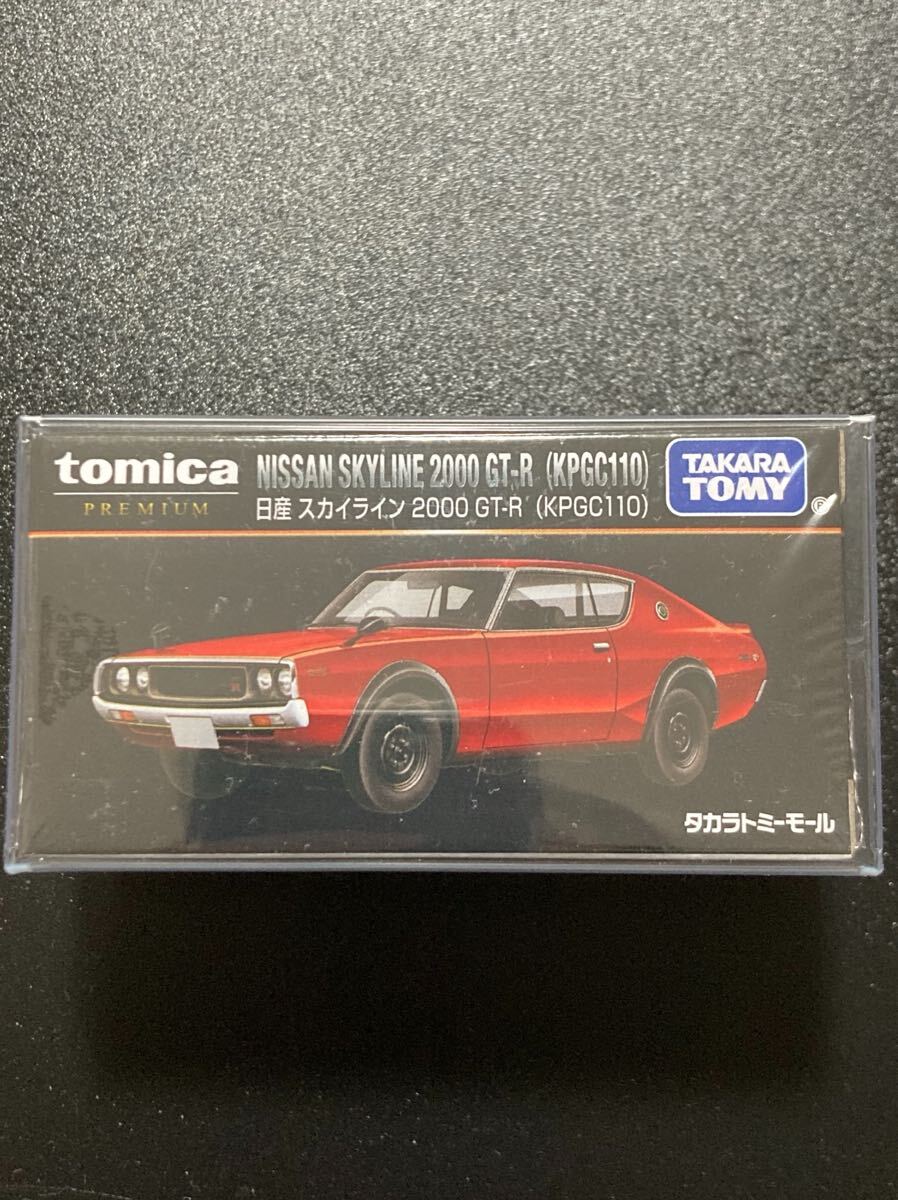 tomica
PREMIUM
NISSAN SKYLINE 2000 GT-R (KPGC110)
日産 スカイライン 2000 GT-R (KPGC110)
TAKARA
TOMY
タカラトミーモール